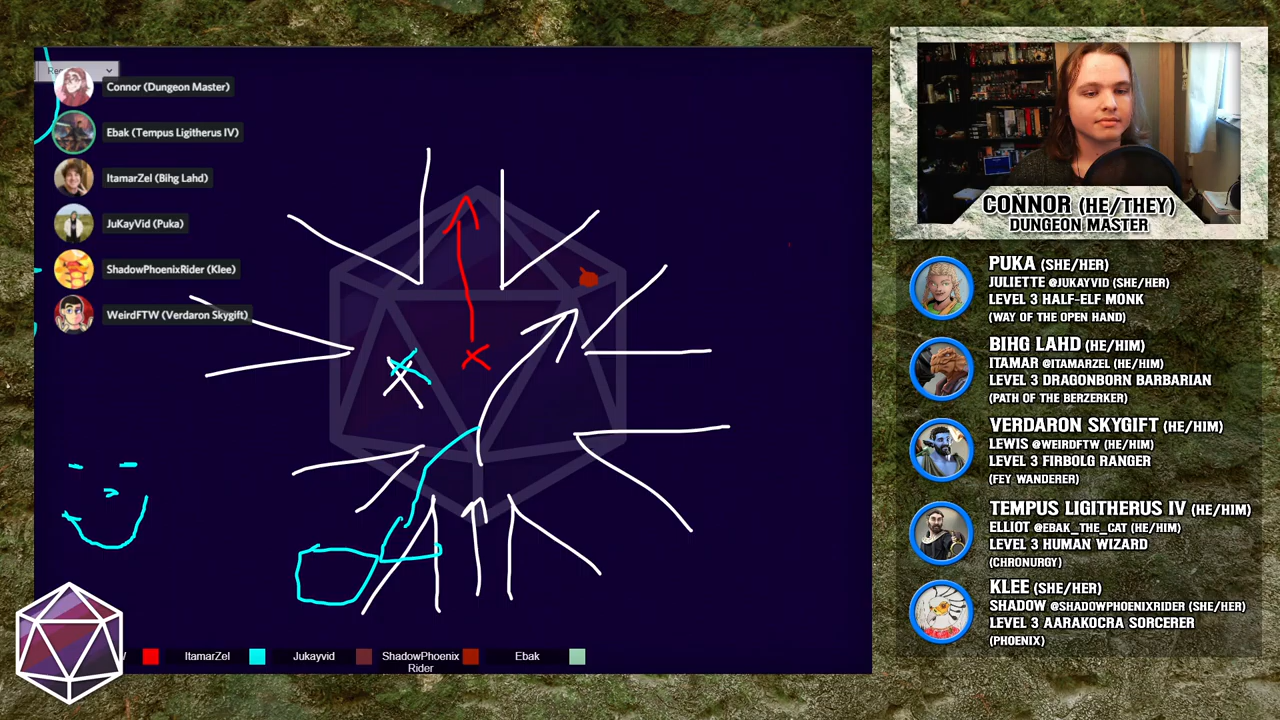 Connor (Dungeon Master)
Ebak (Tempus Ligitherus IV)
ItamarZel (Bihg Lahd)
JuKayVid (Puka)
ShadowPhoenixRider (Klee)
WeirdFTW (Verdaron Skygift)
ItamarZel
Jukayvid
ShadowPhoenix
Rider
Ebak
CONNOR (HE/THEY)
DUNGEON MASTER
PUKA (SHE/HER)
JULIETTE @JUKAYVID (SHE/HER)
LEVEL 3 HALF-ELF MONK
(WAY OF THE OPEN HAND)
BIHG LAHD (HE/HIM)
ITAMAR @ITAMARZEL (HE/HIM)
LEVEL 3 DRAGONBORN BARBARIAN
(PATH OF THE BERZERKER)
VERDARON SKYGIFT (HE/HIM)
LEWIS @WEIRDFTW (HE/HIM)
LEVEL 3 FIRBOLG RANGER
(FEY WANDERER)
TEMPUS LIGITHERUS IV (HE/HIM)
ELLIOT @EBAK_THE_CAT (HE/HIM)
LEVEL 3 HUMAN WIZARD
(CHRONURGY)
KLEE (SHE/HER)
SHADOW @SHADOWPHOENIXRIDER (SHE/HER)
LEVEL 3 AARAKOCRA SORCERER
(PHOENIX)